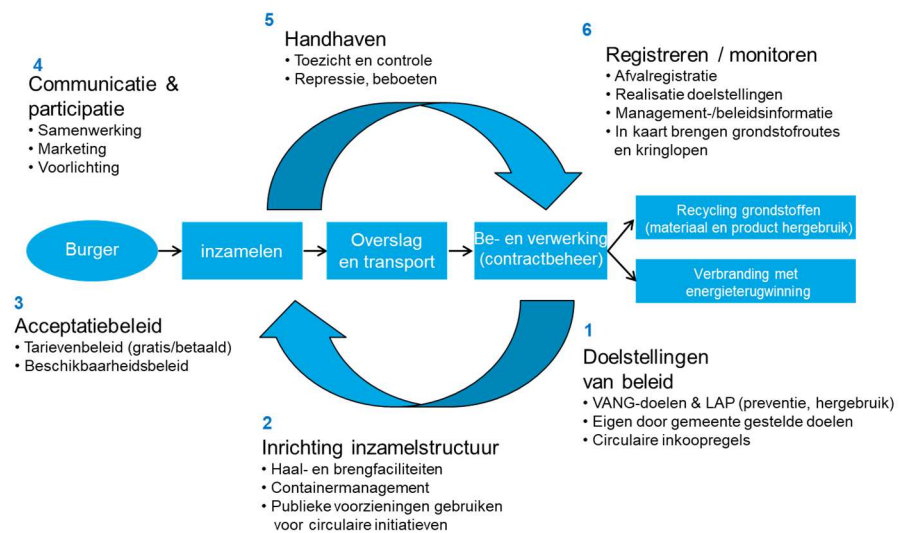 5
Handhaven
• Toezicht en controle
• Repressie, beboeten
6
Registreren / monitoren
• Afvalregistratie
• Realisatie doelstellingen
• Management-/beleidsinformatie
• In kaart brengen grondstofroutes
en kringlopen
4
Communicatie &
participatie
• Samenwerking
• Marketing
• Voorlichting
Burger
inzamelen
Overslag
en transport
Be- en verwerking
(contractbeheer)
Recycling grondstoffen
(materiaal en product hergebruik)
Verbranding met
energieterugwinning
3
Acceptatiebeleid
• Tarievenbeleid (gratis/betaald)
• Beschikbaarheidsbeleid
2
Inrichting inzamelstructuur
• Haal- en brengfaciliteiten
• Containermanagement
• Publieke voorzieningen gebruiken
voor circulaire initiatieven
1
Doelstellingen
van beleid
• VANG-doelen & LAP (preventie, hergebruik)
• Eigen door gemeente gestelde doelen
• Circulaire inkoopregels